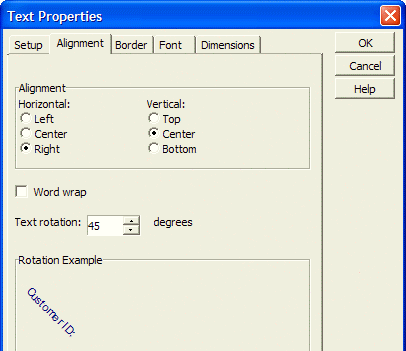 Text Properties
Setup Alignment Border Font Dimensions
OK
Cancel
Help
Alignment
Horizontal: Vertical:
Left Top
Center Center
Right Bottom
Word wrap
Text rotation: 45 degrees
Rotation Example
Customer ID: